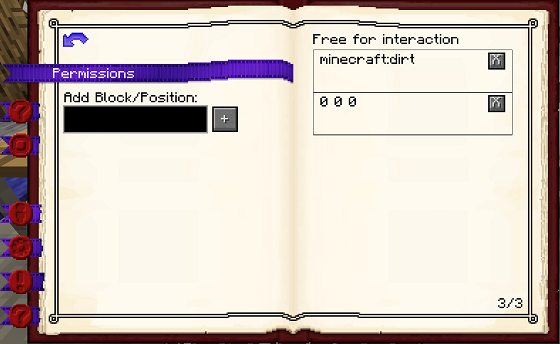 Permissions
Add Block/Position:
+
Free for interaction
minecraft:dirt
0 0 0
3/3